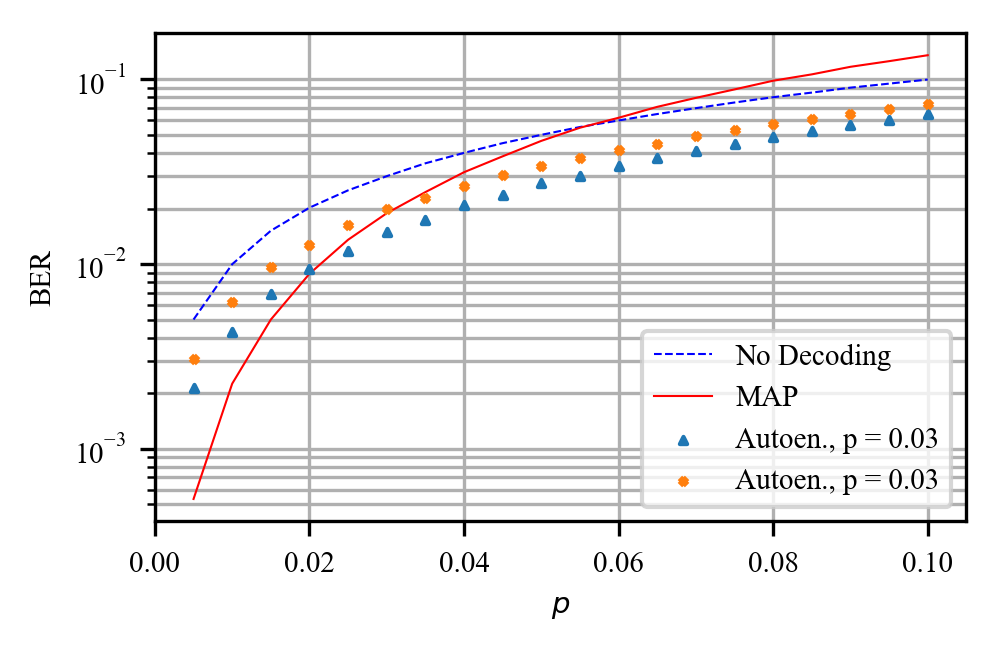 10⁻¹
10⁻²
10⁻³
BER
0.00 0.02 0.04 0.06 0.08 0.10
p
No Decoding
MAP
Autoen., p = 0.03
Autoen., p = 0.03